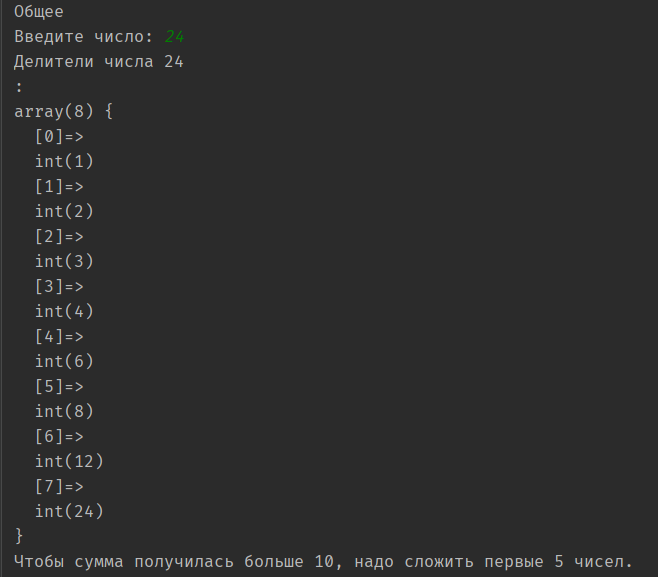 Общее
Введите число: 24
Делители числа 24
:
array(8) {
  [0]=>
  int(1)
  [1]=>
  int(2)
  [2]=>
  int(3)
  [3]=>
  int(4)
  [4]=>
  int(6)
  [5]=>
  int(8)
  [6]=>
  int(12)
  [7]=>
  int(24)
}
Чтобы сумма получилась больше 10, надо сложить первые 5 чисел.